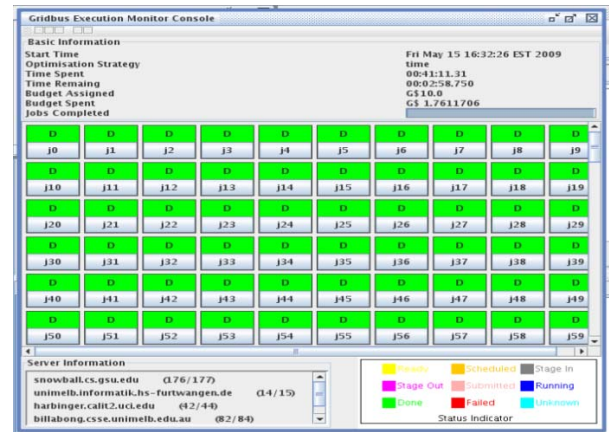 Gridbus Execution Monitor Console
Basic Information
Start Time Fri May 15 16:32:26 EST 2009
Optimisation Strategy time
Time Spent 00:41:11.31
Time Remaing 00:02:58.750
Budget Assigned G$10.0
Budget Spent G$ 1.7611706
Jobs Completed
D D D D D D D D D D
j0 j1 j2 j3 j4 j5 j6 j7 j8 j9
D D D D D D D D D D
j10 j11 j12 j13 j14 j15 j16 j17 j18 j19
D D D D D D D D D D
j20 j21 j22 j23 j24 j25 j26 j27 j28 j29
D D D D D D D D D D
j30 j31 j32 j33 j34 j35 j36 j37 j38 j39
D D D D D D D D D D
j40 j41 j42 j43 j44 j45 j46 j47 j48 j49
D D D D D D D D D D
j50 j51 j52 j53 j54 j55 j56 j57 j58 j59
Server Information
snowball.cs.gsu.edu (176/177)
unimelb.informatik.hs-furtwangen.de (14/15)
harbinger.calit2.uci.edu (42/44)
billabong.csse.unimelb.edu.au (82/84)
Ready Scheduled Stage In
Stage Out Submitted Running
Done Failed Unknown
Status Indicator